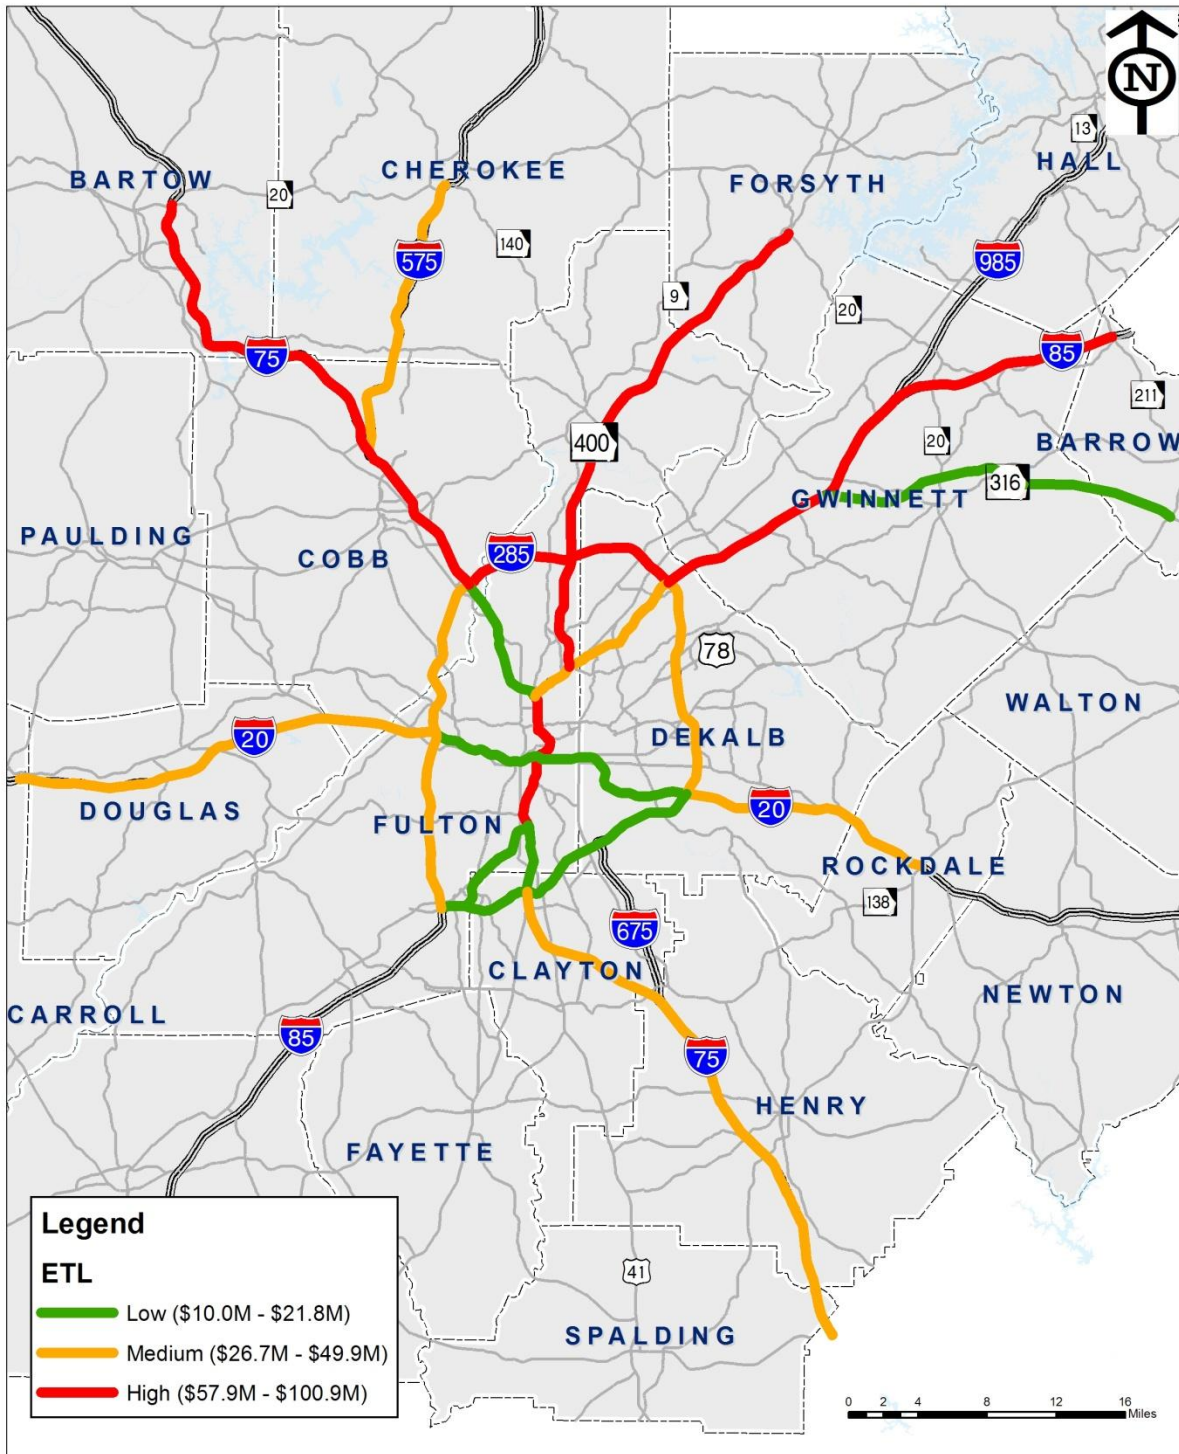 N
13
HALL
CHEROKEE
BARTOW
20
FORSYTH
140
575
985
9
20
75
85
211
400
20
BARROW
316
GWINNETT
PAULDING
285
COBB
78
WALTON
20
DEKALB
DOUGLAS
20
FULTON
ROCKDALE
138
675
CLAYTON
NEWTON
CARROLL
85
75
HENRY
FAYETTE
Legend
ETL
Low ($10.0M - $21.8M)
Medium ($26.7M - $49.9M)
High ($57.9M - $100.9M)
41
SPALDING
0 2 4 8 12 16
Miles